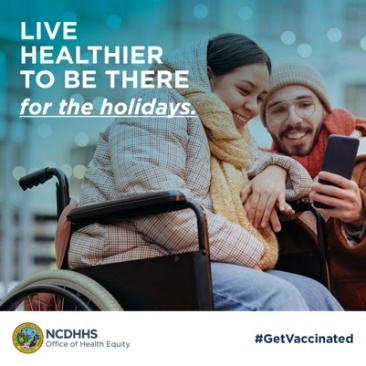 LIVE
HEALTHIER
TO BE THERE
for the holidays.
NCDHHS
Office of Health Equity
#GetVaccinated